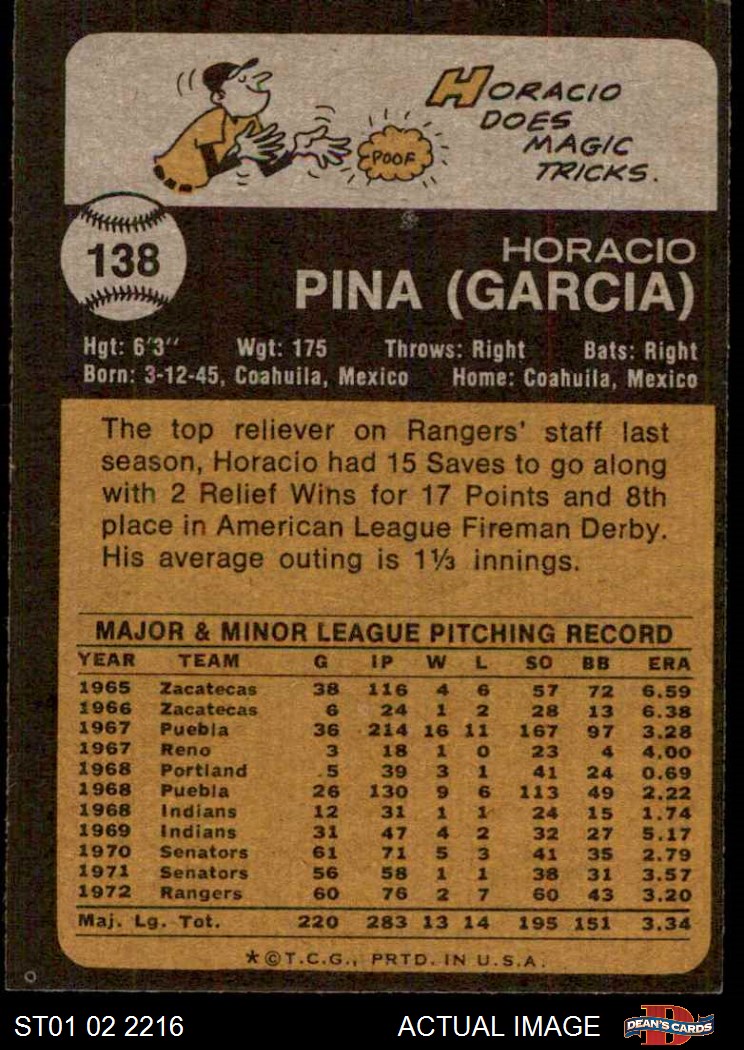 HORACIO
DOES
MAGIC
TRICKS.
POOF
138
HORACIO
PINA (GARCIA)
Hgt: 6'3" Wgt: 175 Throws: Right Bats: Right
Born: 3-12-45, Coahuila, Mexico Home: Coahuila, Mexico
The top reliever on Rangers' staff last
season, Horacio had 15 Saves to go along
with 2 Relief Wins for 17 Points and 8th
place in American League Fireman Derby.
His average outing is 1⅓ innings.
MAJOR & MINOR LEAGUE PITCHING RECORD
YEAR TEAM G IP W L SO BB ERA
1965 Zacatecas 38 116 4 6 57 72 6.59
1966 Zacatecas 6 24 1 2 28 13 6.38
1967 Puebla 36 214 16 11 167 97 3.28
1967 Reno 3 18 1 0 23 4 4.00
1968 Portland 5 39 3 1 41 24 0.69
1968 Puebla 26 130 9 6 113 49 2.22
1968 Indians 12 31 1 1 24 15 1.74
1969 Indians 31 47 4 2 32 27 5.17
1970 Senators 61 71 5 3 41 35 2.79
1971 Senators 56 58 1 1 38 31 3.57
1972 Rangers 60 76 2 7 60 43 3.20
Maj. Lg. Tot. 220 283 13 14 195 151 3.34
*©T.C.G., PRTD. IN U.S.A.
ST01 02 2216 ACTUAL IMAGE D DEAN'S CARDS